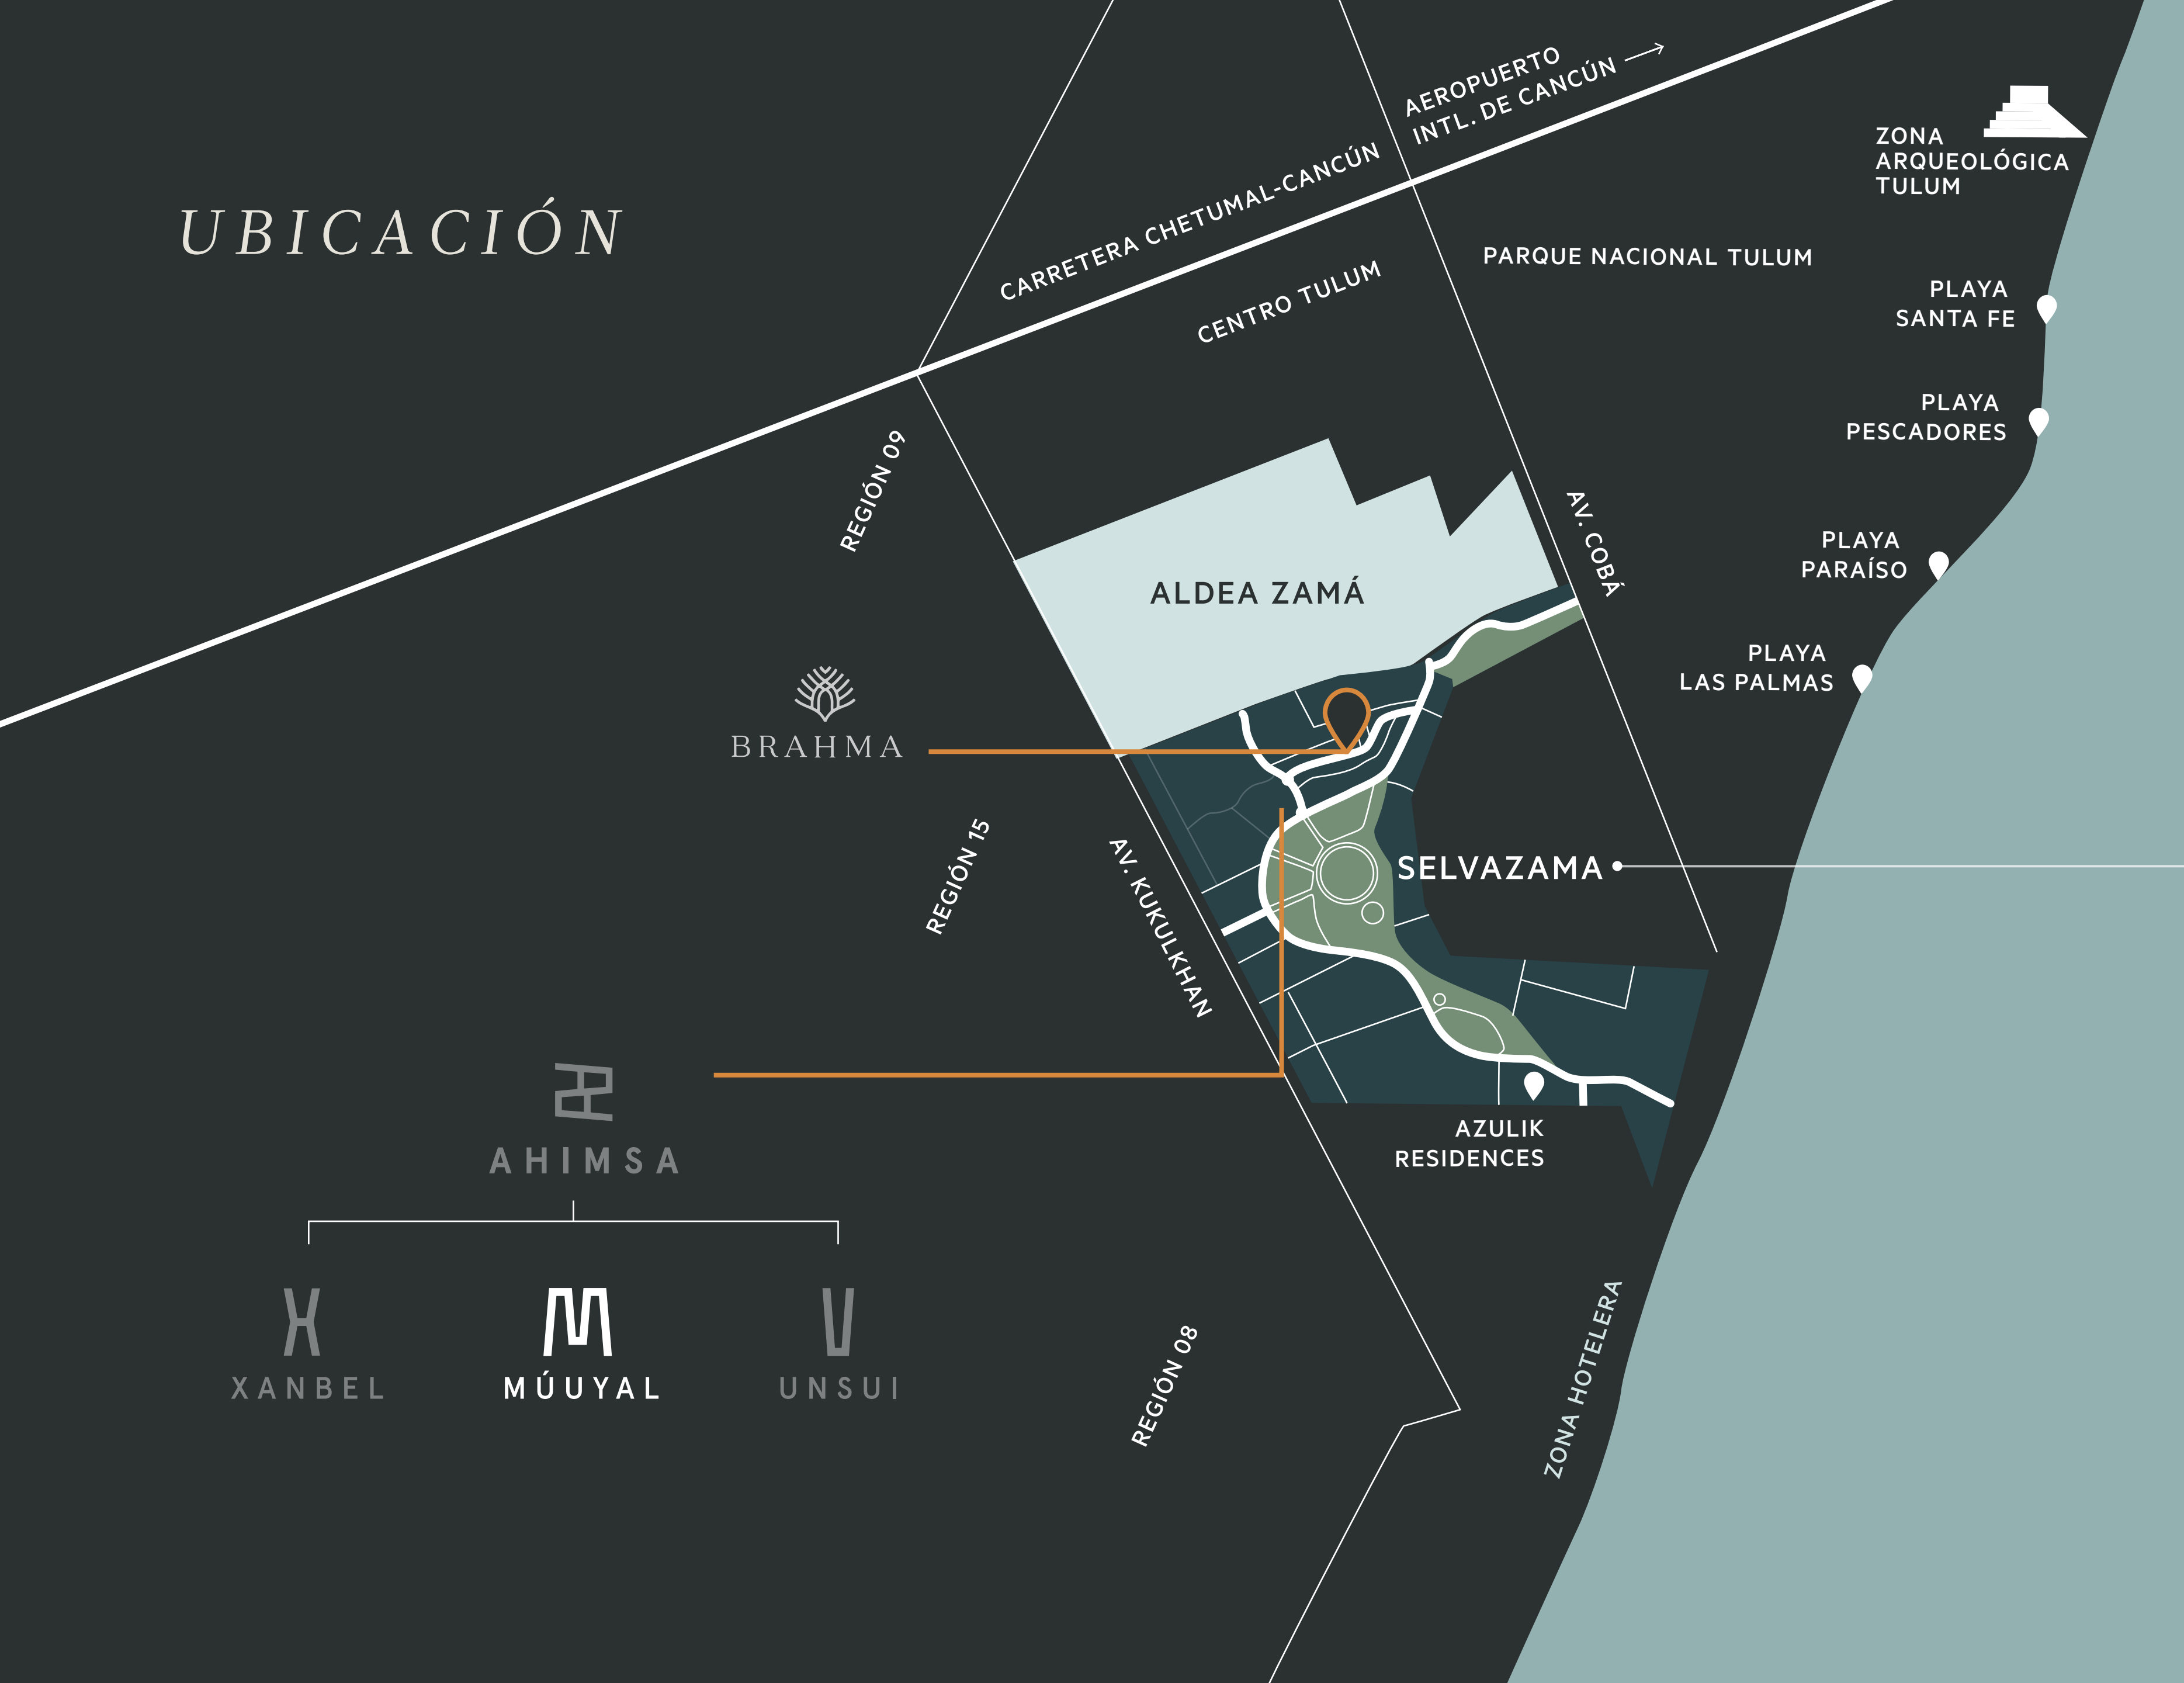 UBICACIÓN
AEROPUERTO
INTL. DE CANCÚN
CARRETERA CHETUMAL-CANCÚN
CENTRO TULUM
ZONA
ARQUEOLÓGICA
TULUM
PARQUE NACIONAL TULUM
PLAYA
SANTA FE
PLAYA
PESCADORES
REGIÓN 09
AV. COBÁ
PLAYA
PARAÍSO
ALDEA ZAMÁ
PLAYA
LAS PALMAS
BRAHMA
REGIÓN 15
AV. KUKULKHAN
SELVAZAMA
AZULIK
RESIDENCES
AHIMSA
XANBEL
MÚUYAL
UNSUI
REGIÓN 08
ZONA HOTELERA